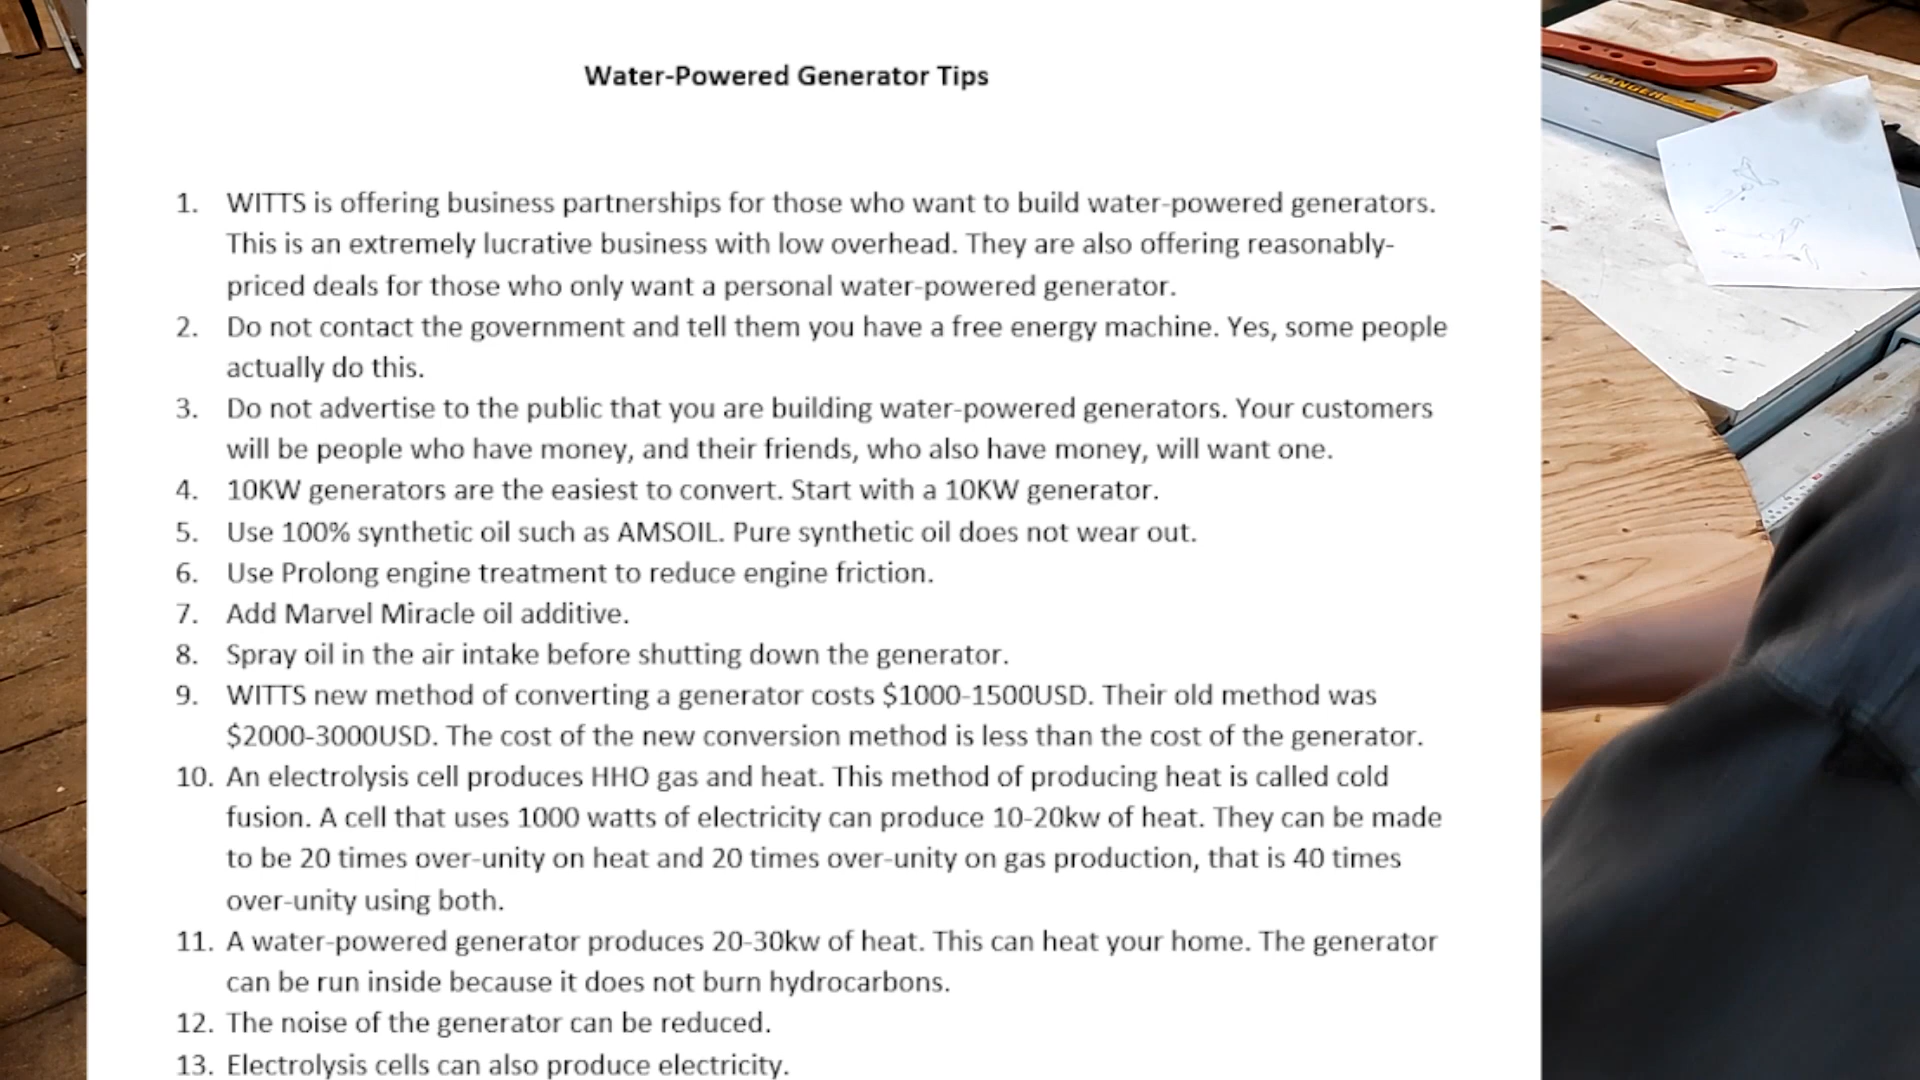 Water-Powered Generator Tips
1. WITTS is offering business partnerships for those who want to build water-powered generators.
This is an extremely lucrative business with low overhead. They are also offering reasonably-
priced deals for those who only want a personal water-powered generator.
2. Do not contact the government and tell them you have a free energy machine. Yes, some people
actually do this.
3. Do not advertise to the public that you are building water-powered generators. Your customers
will be people who have money, and their friends, who also have money, will want one.
4. 10KW generators are the easiest to convert. Start with a 10KW generator.
5. Use 100% synthetic oil such as AMSOIL. Pure synthetic oil does not wear out.
6. Use Prolong engine treatment to reduce engine friction.
7. Add Marvel Miracle oil additive.
8. Spray oil in the air intake before shutting down the generator.
9. WITTS new method of converting a generator costs $1000-1500USD. Their old method was
$2000-3000USD. The cost of the new conversion method is less than the cost of the generator.
10. An electrolysis cell produces HHO gas and heat. This method of producing heat is called cold
fusion. A cell that uses 1000 watts of electricity can produce 10-20kw of heat. They can be made
to be 20 times over-unity on heat and 20 times over-unity on gas production, that is 40 times
over-unity using both.
11. A water-powered generator produces 20-30kw of heat. This can heat your home. The generator
can be run inside because it does not burn hydrocarbons.
12. The noise of the generator can be reduced.
13. Electrolysis cells can also produce electricity.
DANGER